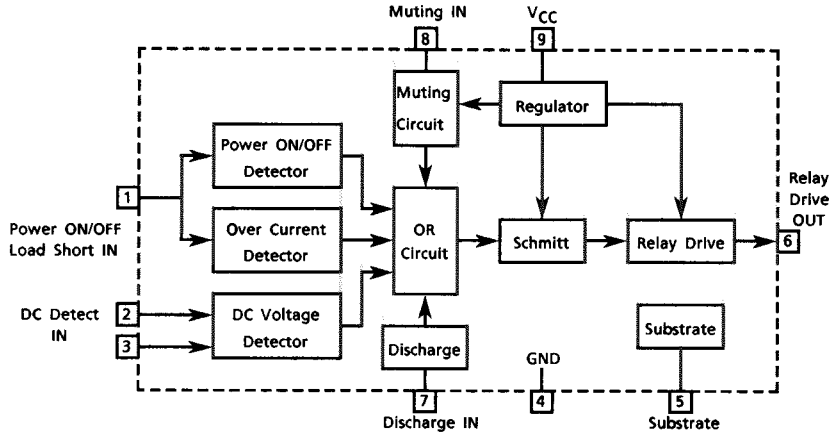 Muting IN
VCC
8
9
Muting
Circuit
Regulator
Power ON/OFF
Detector
1
Power ON/OFF
Load Short IN
Over Current
Detector
OR
Circuit
Schmitt
Relay Drive
Relay
Drive
OUT
6
DC Detect
IN
2
3
DC Voltage
Detector
Discharge
Substrate
GND
7
4
5
Discharge IN
Substrate